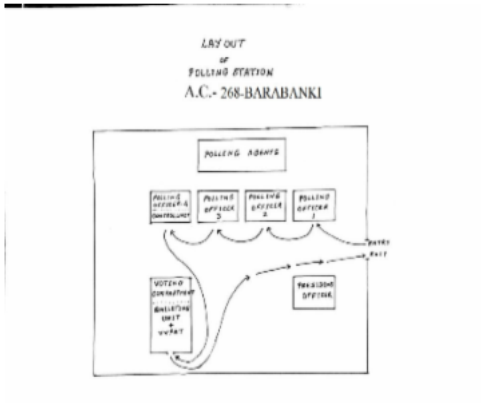 LAY OUT
OF
POLLING STATION
A.C.- 268-BARABANKI
POLLING AGENTS
POLLING
OFFICER-4
CONTROL UNIT
POLLING
OFFICER
3
POLLING
OFFICER
2
POLLING
OFFICER
1
ENTRY
EXIT
VOTING
COMPARTMENT
BALLOTING
UNIT
+
VVPAT
PRESIDING
OFFICER